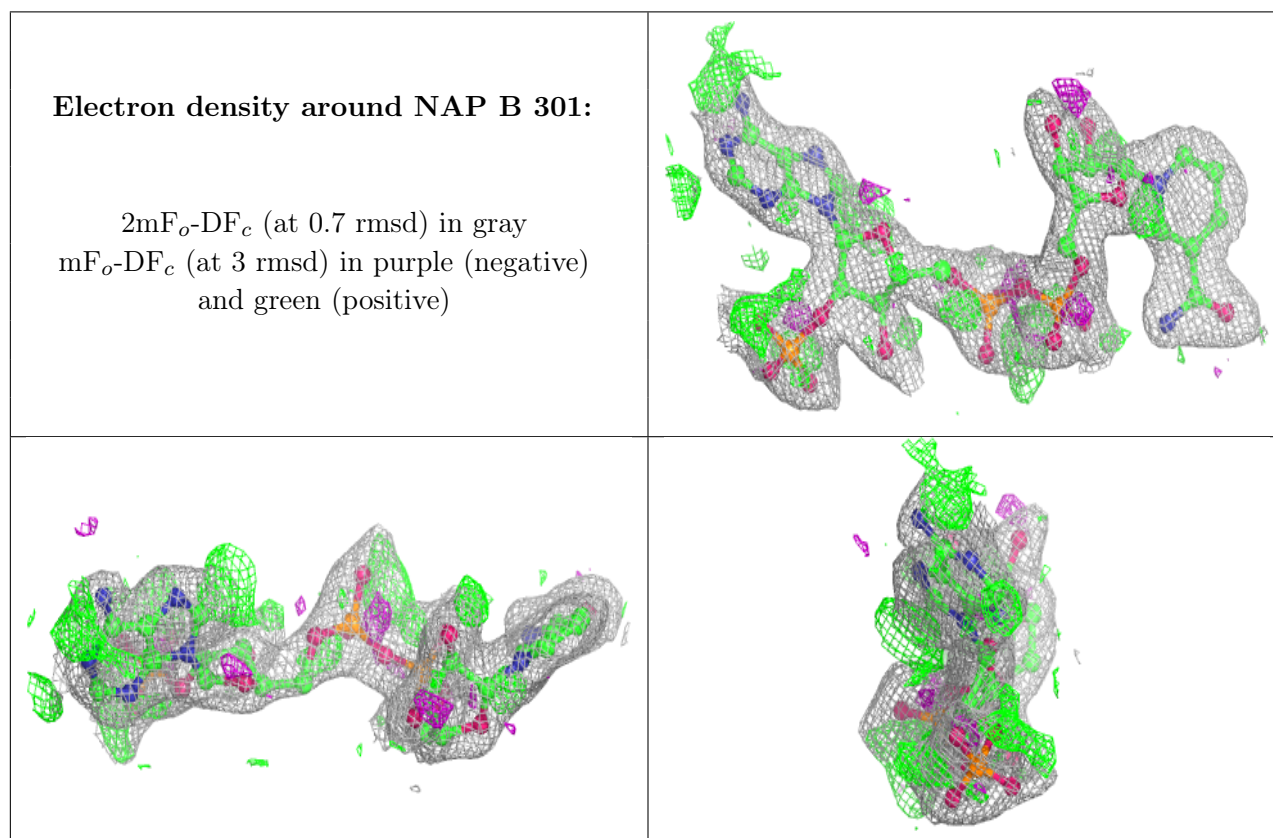 Electron density around NAP B 301:
2mFo-DFc (at 0.7 rmsd) in gray
mFo-DFc (at 3 rmsd) in purple (negative)
and green (positive)